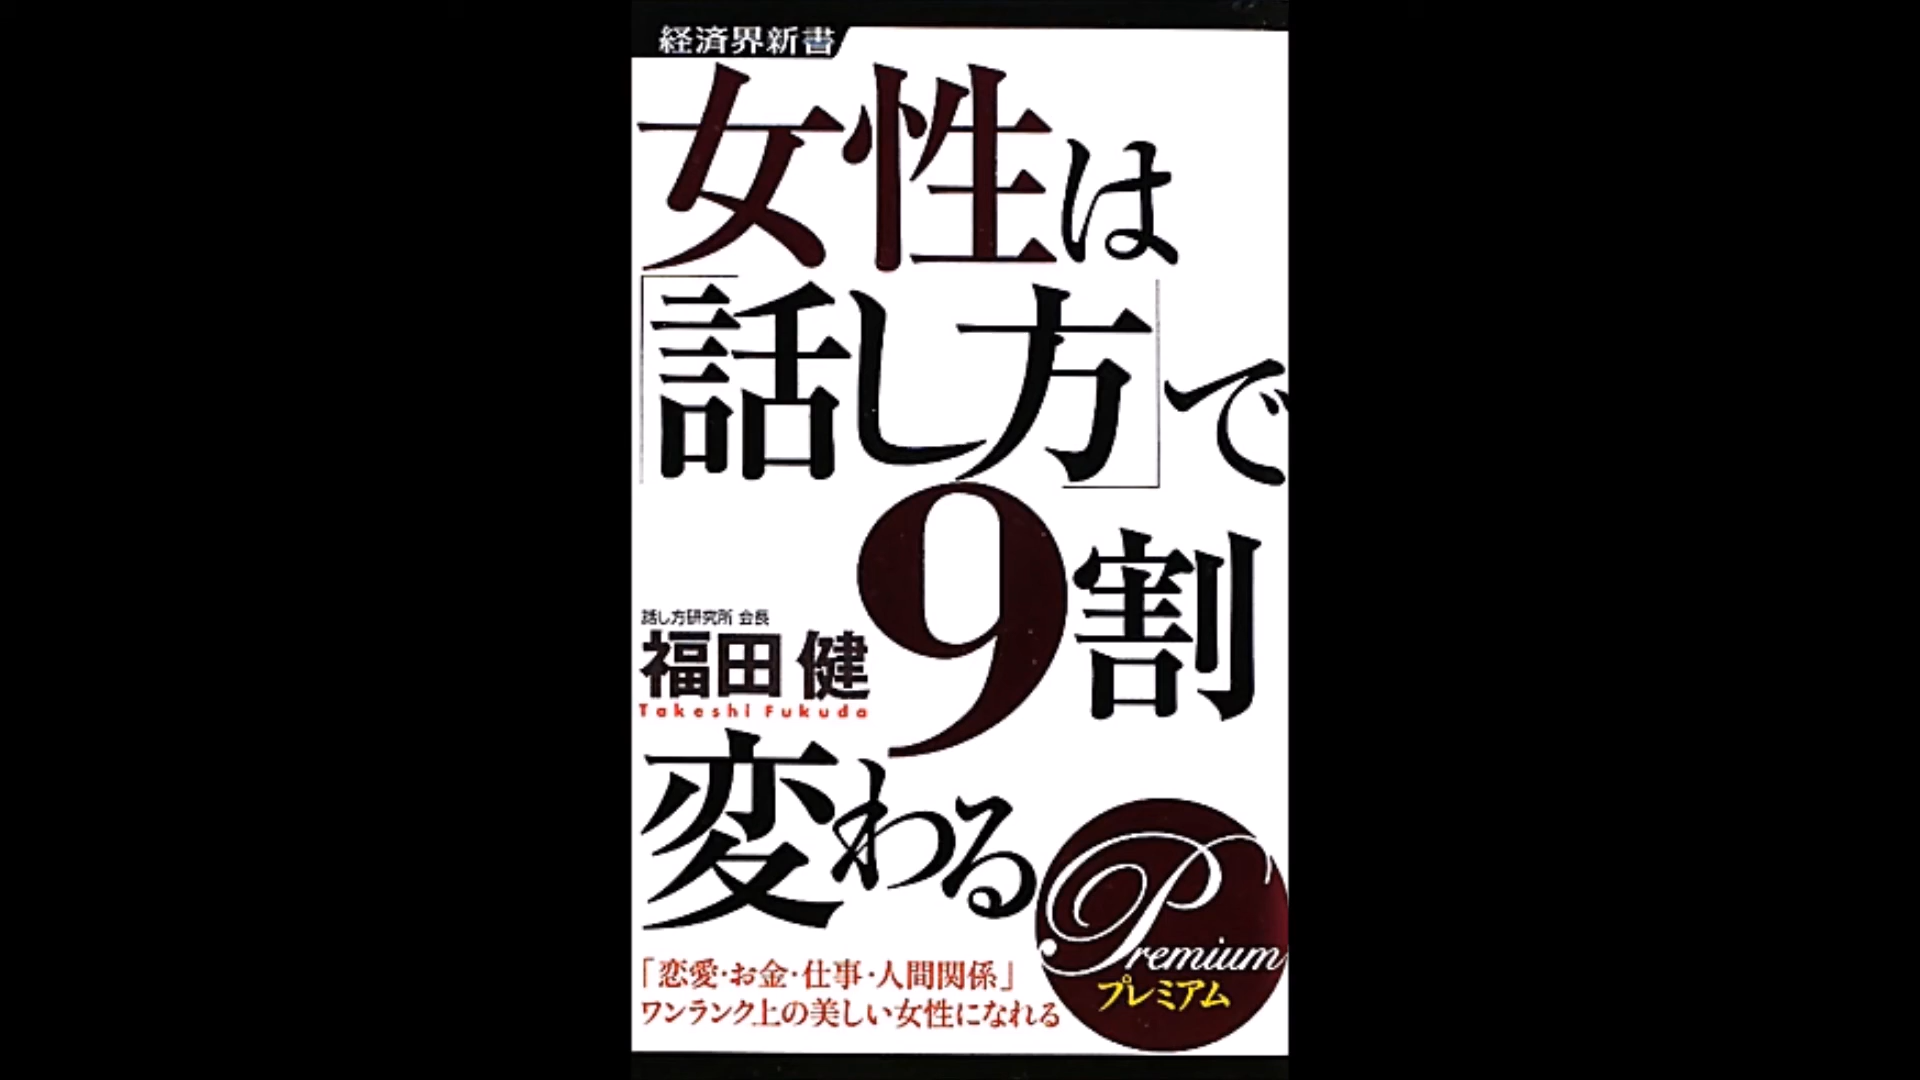 経済界新書
女性は
「話し方」で
9割
話し方研究所 会長
福田 健
Takeshi Fukuda
変わる
Premium
プレミアム
「恋愛・お金・仕事・人間関係」
ワンランク上の美しい女性になれる